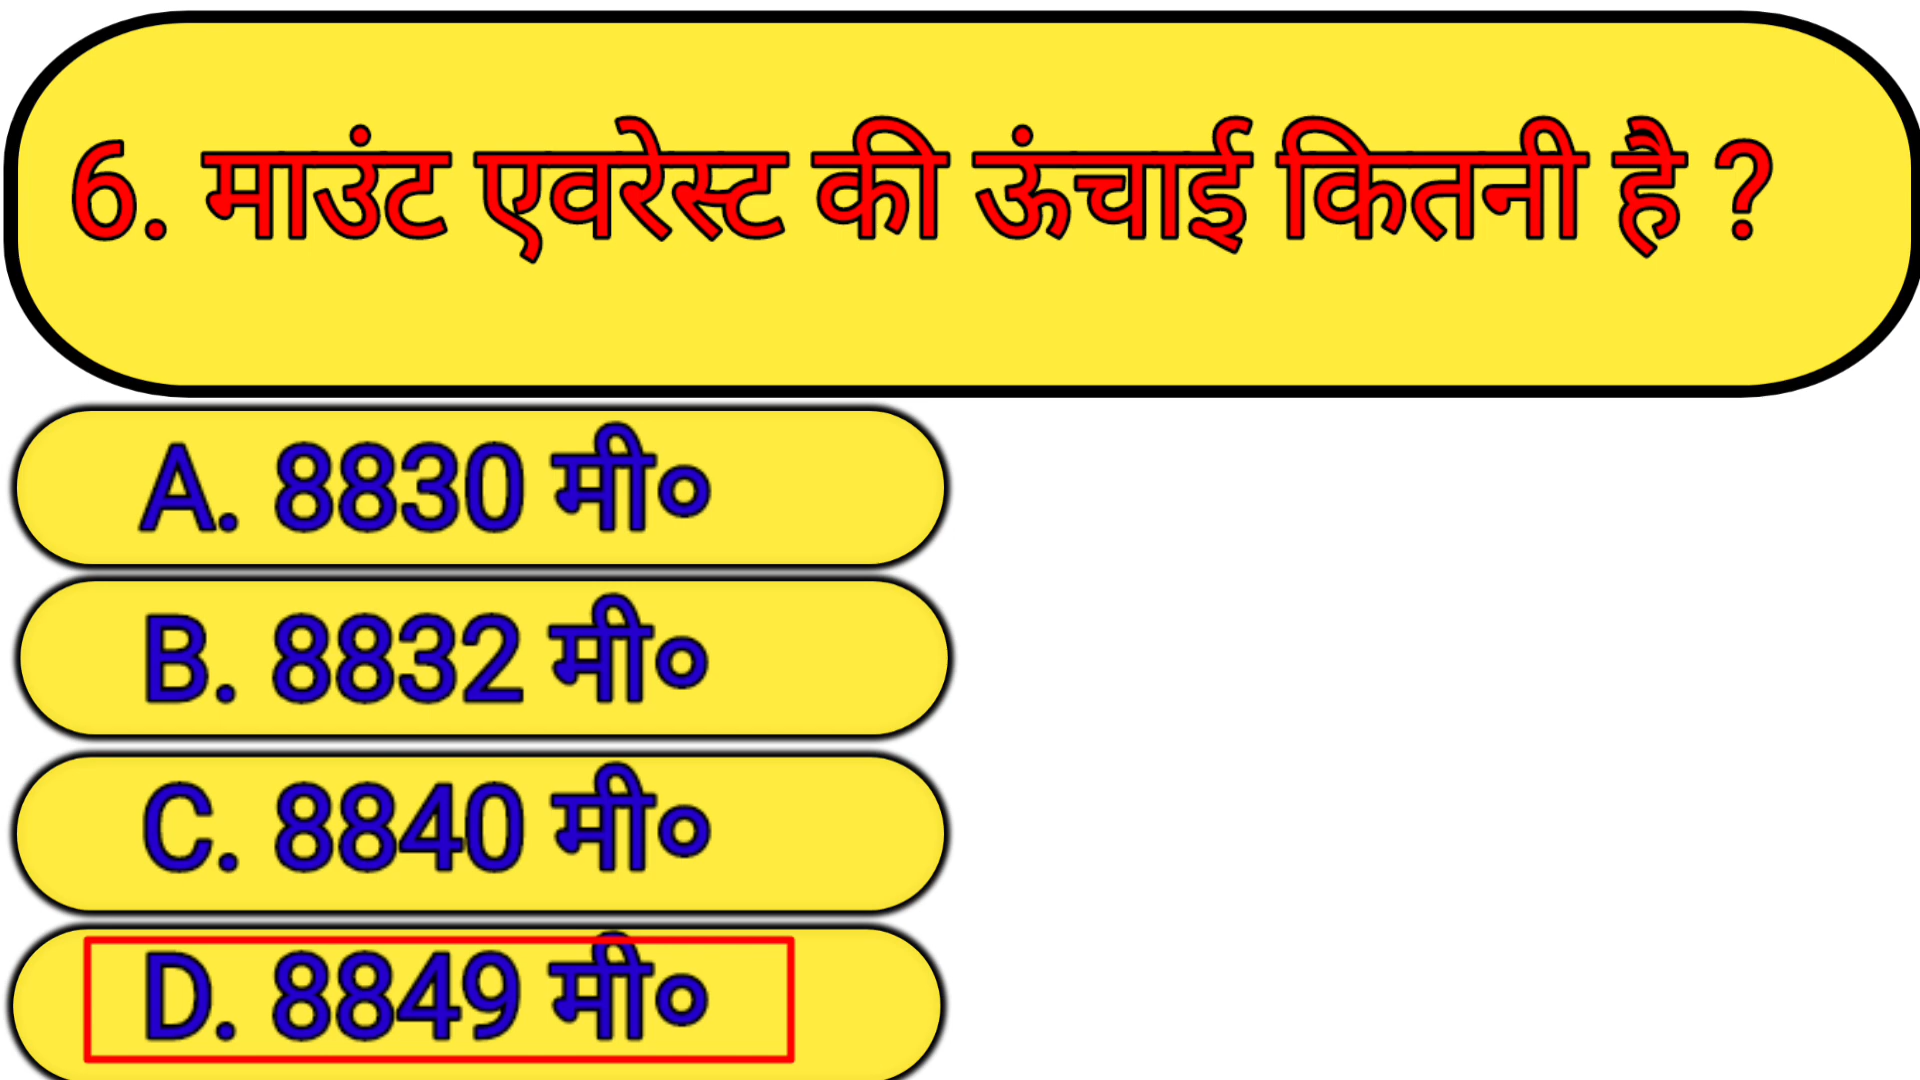 6. माउंट एवरेस्ट की ऊंचाई कितनी है ?
A. 8830 मी०
B. 8832 मी०
C. 8840 मी०
D. 8849 मी०